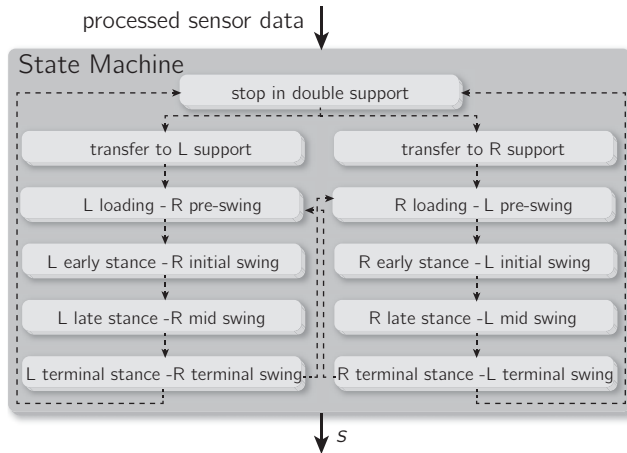 processed sensor data
State Machine
stop in double support
transfer to L support
transfer to R support
L loading - R pre-swing
R loading - L pre-swing
L early stance -R initial swing
R early stance -L initial swing
L late stance -R mid swing
R late stance -L mid swing
L terminal stance -R terminal swing
R terminal stance -L terminal swing
s